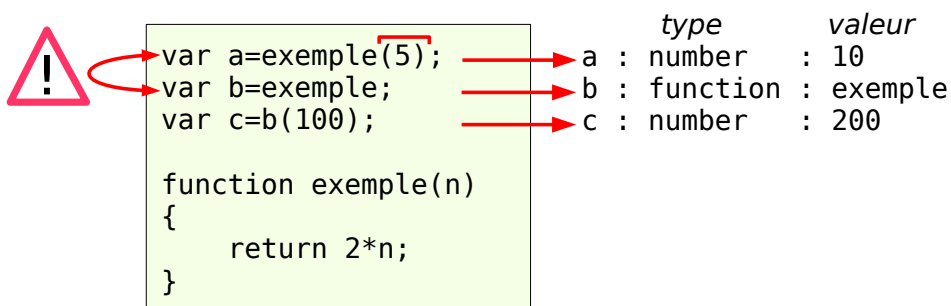 type valeur
var a=exemple(5); a : number : 10
var b=exemple; b : function : exemple
var c=b(100); c : number : 200
function exemple(n)
{
return 2*n;
}
!